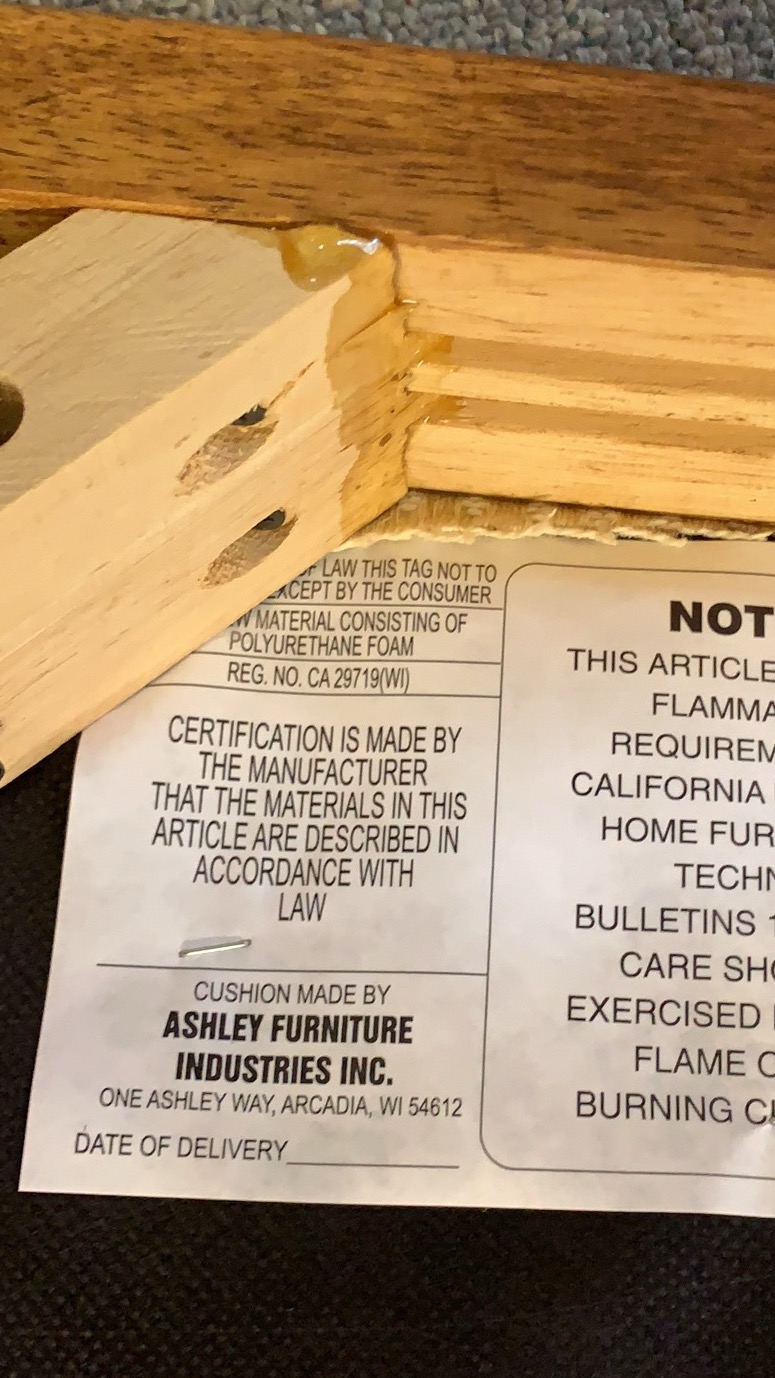 OF LAW THIS TAG NOT TO
EXCEPT BY THE CONSUMER
MATERIAL CONSISTING OF
POLYURETHANE FOAM
REG. NO. CA 29719(WI)
CERTIFICATION IS MADE BY
THE MANUFACTURER
THAT THE MATERIALS IN THIS
ARTICLE ARE DESCRIBED IN
ACCORDANCE WITH
LAW
CUSHION MADE BY
ASHLEY FURNITURE
INDUSTRIES INC.
ONE ASHLEY WAY, ARCADIA, WI 54612
DATE OF DELIVERY
NOT
THIS ARTICLE
FLAMMA
REQUIREM
CALIFORNIA
HOME FUR
TECHN
BULLETINS 1
CARE SHO
EXERCISED
FLAME O
BURNING CI